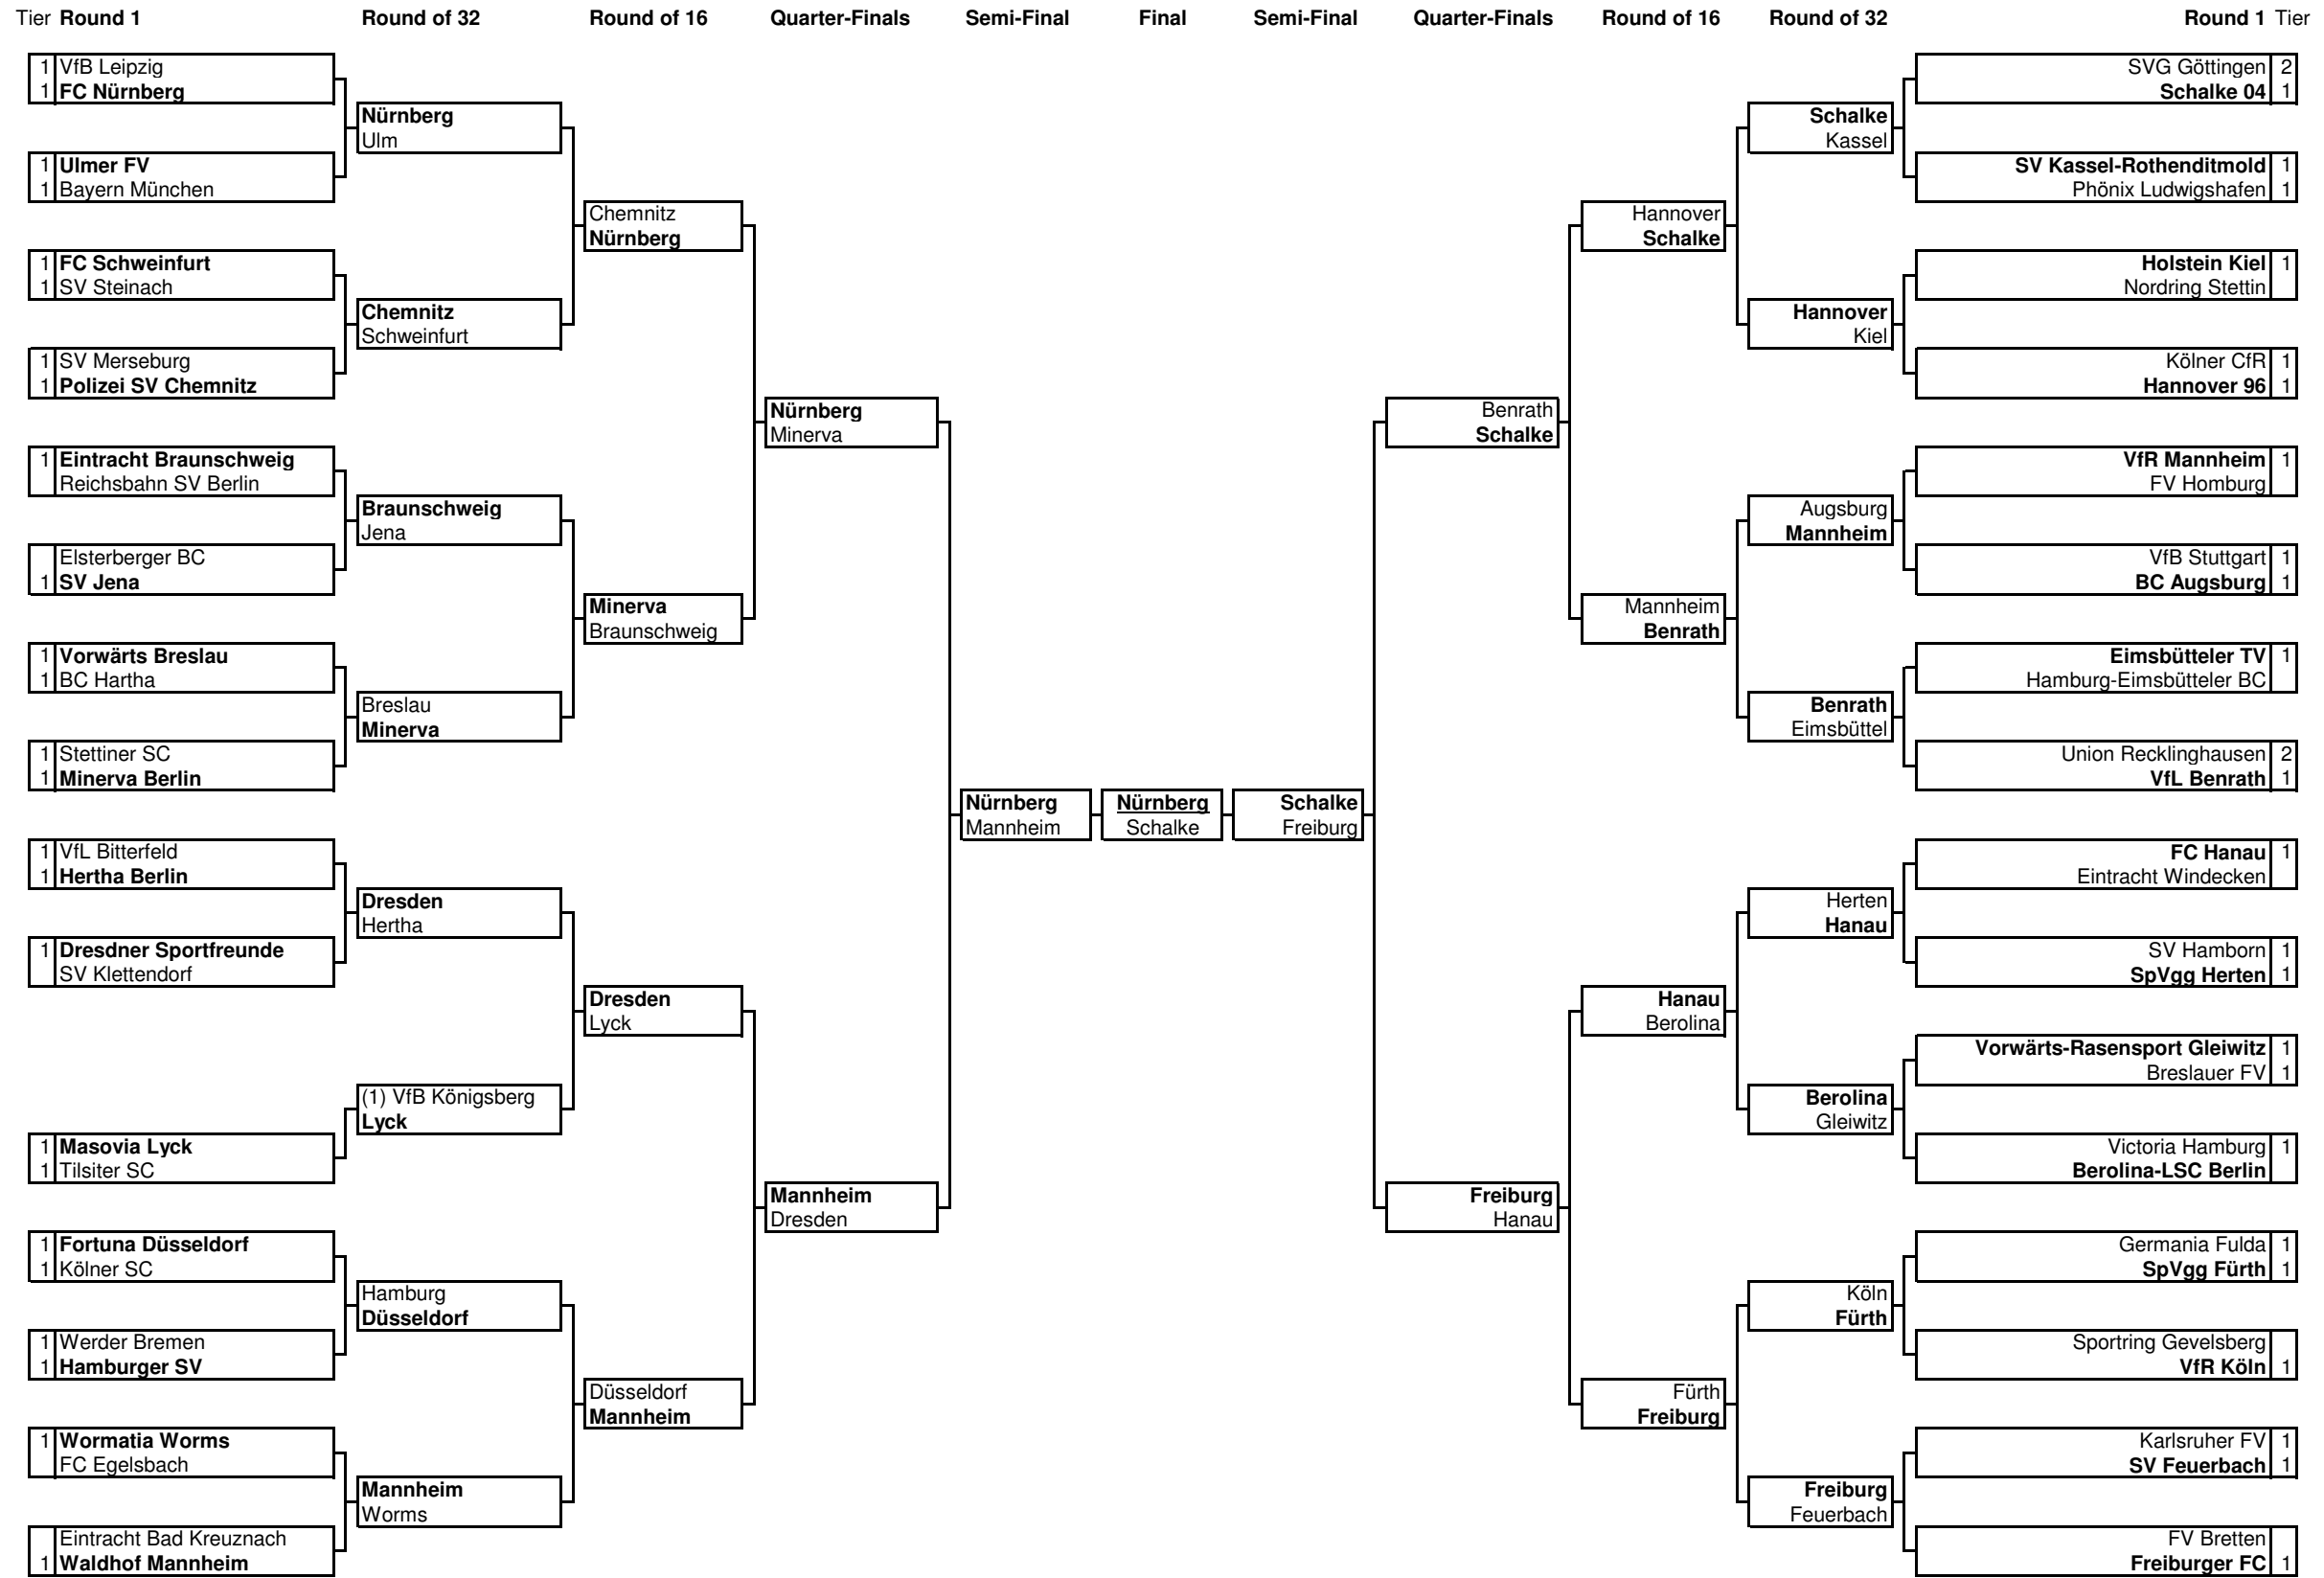 Tier Round 1 Round of 32 Round of 16 Quarter-Finals Semi-Final Final Semi-Final Quarter-Finals Round of 16 Round of 32 Round 1 Tier
1 VfB Leipzig
1 FC Nürnberg
1 Ulmer FV
1 Bayern München
1 FC Schweinfurt
1 SV Steinach
1 SV Merseburg
1 Polizei SV Chemnitz
1 Eintracht Braunschweig
Reichsbahn SV Berlin
Elsterberger BC
1 SV Jena
1 Vorwärts Breslau
1 BC Hartha
1 Stettiner SC
1 Minerva Berlin
1 VfL Bitterfeld
1 Hertha Berlin
1 Dresdner Sportfreunde
SV Klettendorf
1 Masovia Lyck
1 Tilsiter SC
1 Fortuna Düsseldorf
1 Kölner SC
1 Werder Bremen
1 Hamburger SV
1 Wormatia Worms
FC Egelsbach
Eintracht Bad Kreuznach
1 Waldhof Mannheim
Nürnberg
Ulm
Chemnitz
Schweinfurt
Braunschweig
Jena
Breslau
Minerva
Dresden
Hertha
(1) VfB Königsberg
Lyck
Hamburg
Düsseldorf
Mannheim
Worms
Chemnitz
Nürnberg
Minerva
Braunschweig
Dresden
Lyck
Düsseldorf
Mannheim
Nürnberg
Minerva
Mannheim
Dresden
Nürnberg
Mannheim
Nürnberg
Schalke
Schalke
Freiburg
Benrath
Schalke
Freiburg
Hanau
Hannover
Schalke
Mannheim
Benrath
Hanau
Berolina
Fürth
Freiburg
Schalke
Kassel
Hannover
Kiel
Augsburg
Mannheim
Benrath
Eimsbüttel
Herten
Hanau
Berolina
Gleiwitz
Köln
Fürth
Freiburg
Feuerbach
SVG Göttingen 2
Schalke 04 1
SV Kassel-Rothenditmold 1
Phönix Ludwigshafen 1
Holstein Kiel 1
Nordring Stettin
Kölner CfR 1
Hannover 96 1
VfR Mannheim 1
FV Homburg
VfB Stuttgart 1
BC Augsburg 1
Eimsbütteler TV 1
Hamburg-Eimsbütteler BC
Union Recklinghausen 2
VfL Benrath 1
FC Hanau 1
Eintracht Windecken
SV Hamborn 1
SpVgg Herten 1
Vorwärts-Rasensport Gleiwitz 1
Breslauer FV 1
Victoria Hamburg 1
Berolina-LSC Berlin
Germania Fulda 1
SpVgg Fürth 1
Sportring Gevelsberg
VfR Köln 1
Karlsruher FV 1
SV Feuerbach 1
FV Bretten
Freiburger FC 1